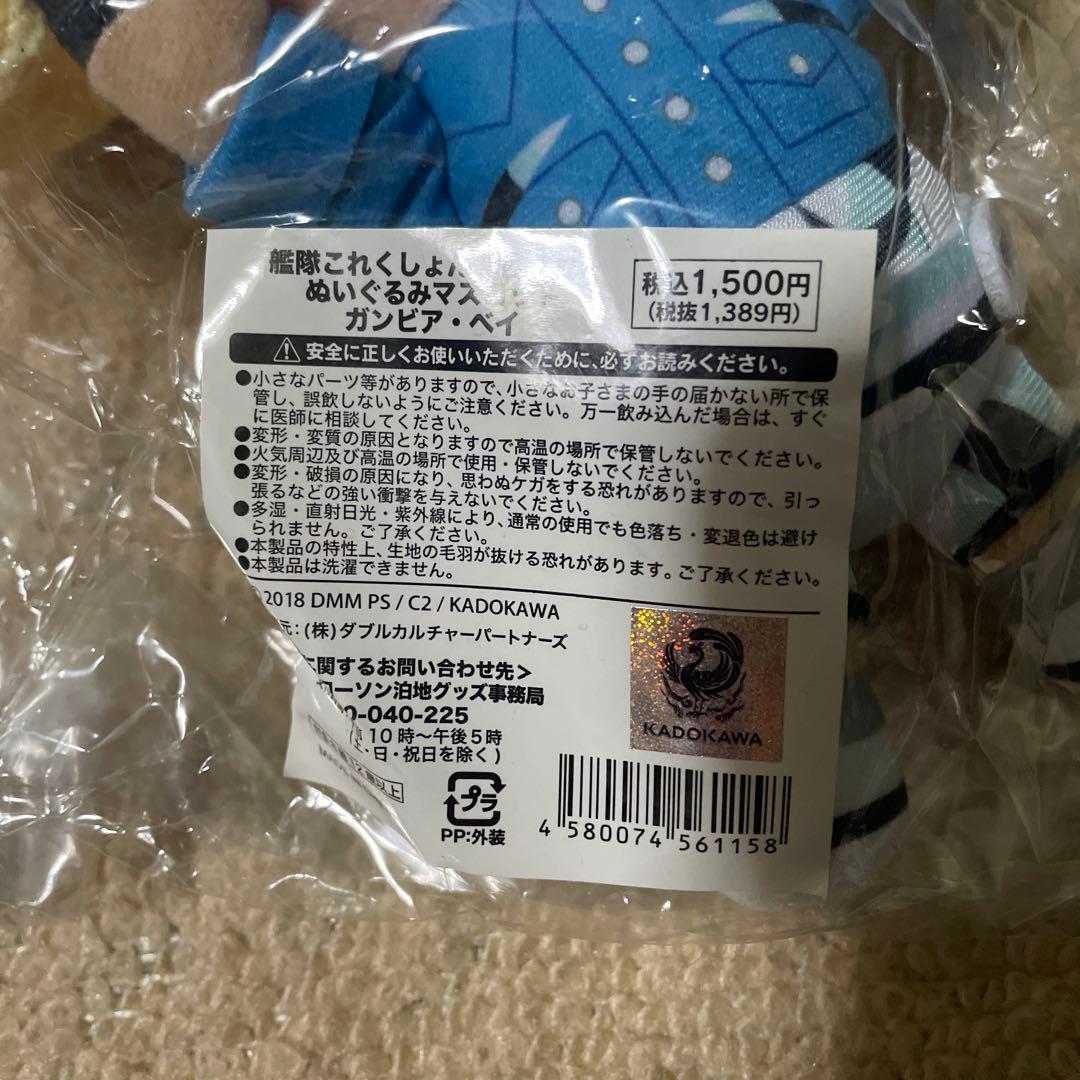 艦隊これくしょん
ぬいぐるみマス
ガンビア・ベイ
税込1,500円
(税抜1,389円)
安全に正しくお使いいただくために、必ずお読みください。
●小さなパーツ等がありますので、小さなお子さまの手の届かない所で保
管し、誤飲しないようにご注意ください。万一飲み込んだ場合は、すぐ
に医師に相談してください。
●変形・変質の原因となりますので高温の場所で保管しないでください。
●火気周辺及び高温の場所で使用・保管しないでください。
●変形・破損の原因になり、思わぬケガをする恐れがありますので、引っ
張るなどの強い衝撃を与えないでください。
●多湿・直射日光・紫外線により、通常の使用でも色落ち・変退色は避け
られません。ご了承ください。
●本製品の特性上、生地の毛羽が抜ける恐れがあります。ご了承ください。
●本製品は洗濯できません。
©2018 DMM PS / C2 / KADOKAWA
元:(株)ダブルカルチャーパートナーズ
に関するお問い合わせ先>
ローソン泊地グッズ事務局
0-040-225
10時〜午後5時
土・日・祝日を除く)
以上
KADOKAWA
プラ
PP:外装
4 580074 561158